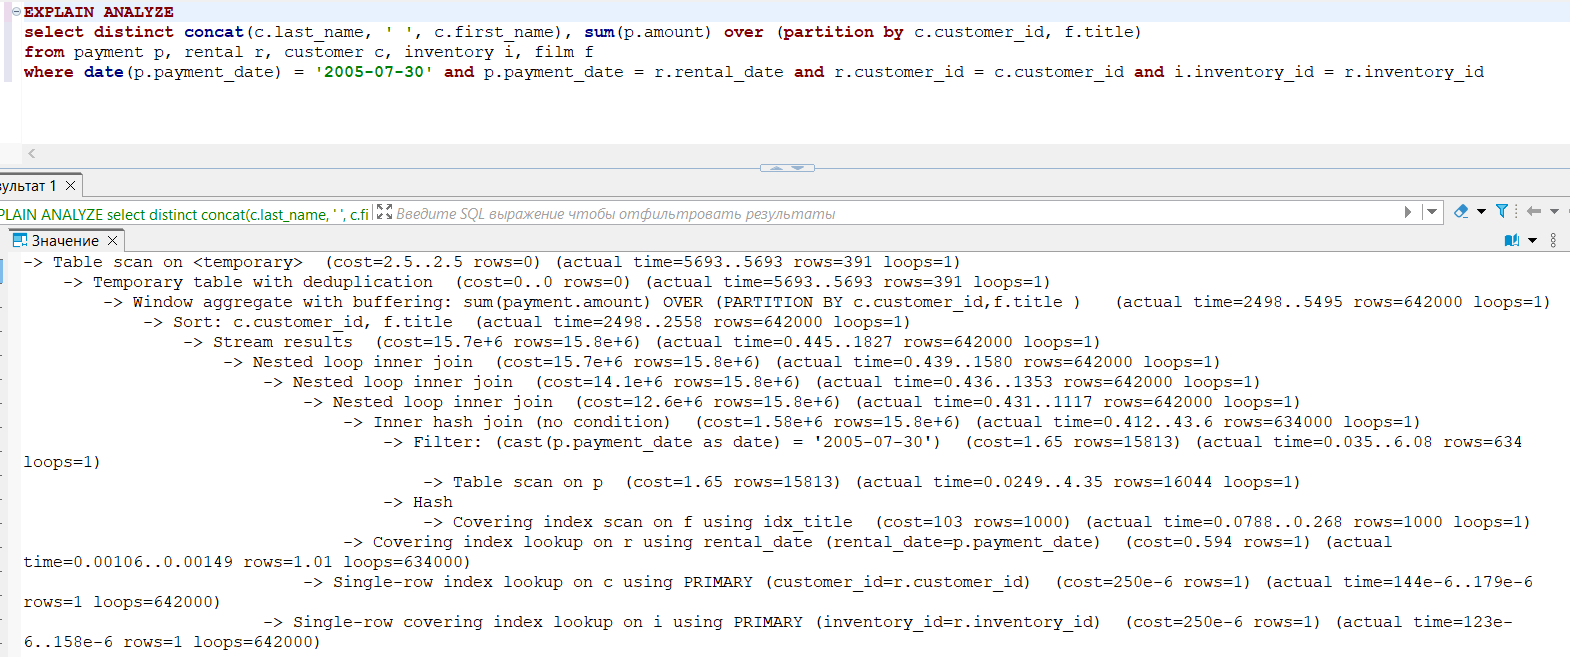 EXPLAIN ANALYZE
select distinct concat(c.last_name, ' ', c.first_name), sum(p.amount) over (partition by c.customer_id, f.title)
from payment p, rental r, customer c, inventory i, film f
where date(p.payment_date) = '2005-07-30' and p.payment_date = r.rental_date and r.customer_id = c.customer_id and i.inventory_id = r.inventory_id
зультат 1
PLAIN ANALYZE select distinct concat(c.last_name, ' ', c.fi
Введите SQL выражение чтобы отфильтровать результаты
Значение
-> Table scan on <temporary>  (cost=2.5..2.5 rows=0) (actual time=5693..5693 rows=391 loops=1)
-> Temporary table with deduplication  (cost=0..0 rows=0) (actual time=5693..5693 rows=391 loops=1)
-> Window aggregate with buffering: sum(payment.amount) OVER (PARTITION BY c.customer_id,f.title )   (actual time=2498..5495 rows=642000 loops=1)
-> Sort: c.customer_id, f.title  (actual time=2498..2558 rows=642000 loops=1)
-> Stream results  (cost=15.7e+6 rows=15.8e+6) (actual time=0.445..1827 rows=642000 loops=1)
-> Nested loop inner join  (cost=15.7e+6 rows=15.8e+6) (actual time=0.439..1580 rows=642000 loops=1)
-> Nested loop inner join  (cost=14.1e+6 rows=15.8e+6) (actual time=0.436..1353 rows=642000 loops=1)
-> Nested loop inner join  (cost=12.6e+6 rows=15.8e+6) (actual time=0.431..1117 rows=642000 loops=1)
-> Inner hash join (no condition)  (cost=1.58e+6 rows=15.8e+6) (actual time=0.412..43.6 rows=634000 loops=1)
-> Filter: (cast(p.payment_date as date) = '2005-07-30')  (cost=1.65 rows=15813) (actual time=0.035..6.08 rows=634
loops=1)
-> Table scan on p  (cost=1.65 rows=15813) (actual time=0.0249..4.35 rows=16044 loops=1)
-> Hash
-> Covering index scan on f using idx_title  (cost=103 rows=1000) (actual time=0.0788..0.268 rows=1000 loops=1)
-> Covering index lookup on r using rental_date (rental_date=p.payment_date)  (cost=0.594 rows=1) (actual
time=0.00106..0.00149 rows=1.01 loops=634000)
-> Single-row index lookup on c using PRIMARY (customer_id=r.customer_id)  (cost=250e-6 rows=1) (actual time=144e-6..179e-6
rows=1 loops=642000)
-> Single-row covering index lookup on i using PRIMARY (inventory_id=r.inventory_id)  (cost=250e-6 rows=1) (actual time=123e-
6..158e-6 rows=1 loops=642000)